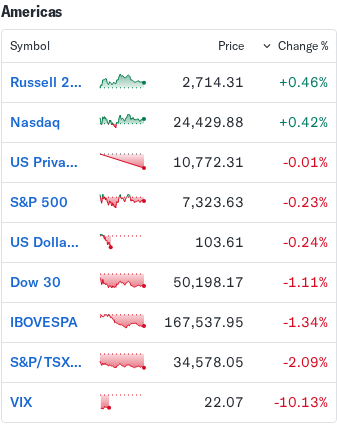 Americas
Symbol Price Change %
Russell 2... 2,714.31 +0.46%
Nasdaq 24,429.88 +0.42%
US Priva... 10,772.31 -0.01%
S&P 500 7,323.63 -0.23%
US Dolla... 103.61 -0.24%
Dow 30 50,198.17 -1.11%
IBOVESPA 167,537.95 -1.34%
S&P/TSX... 34,578.05 -2.09%
VIX 22.07 -10.13%